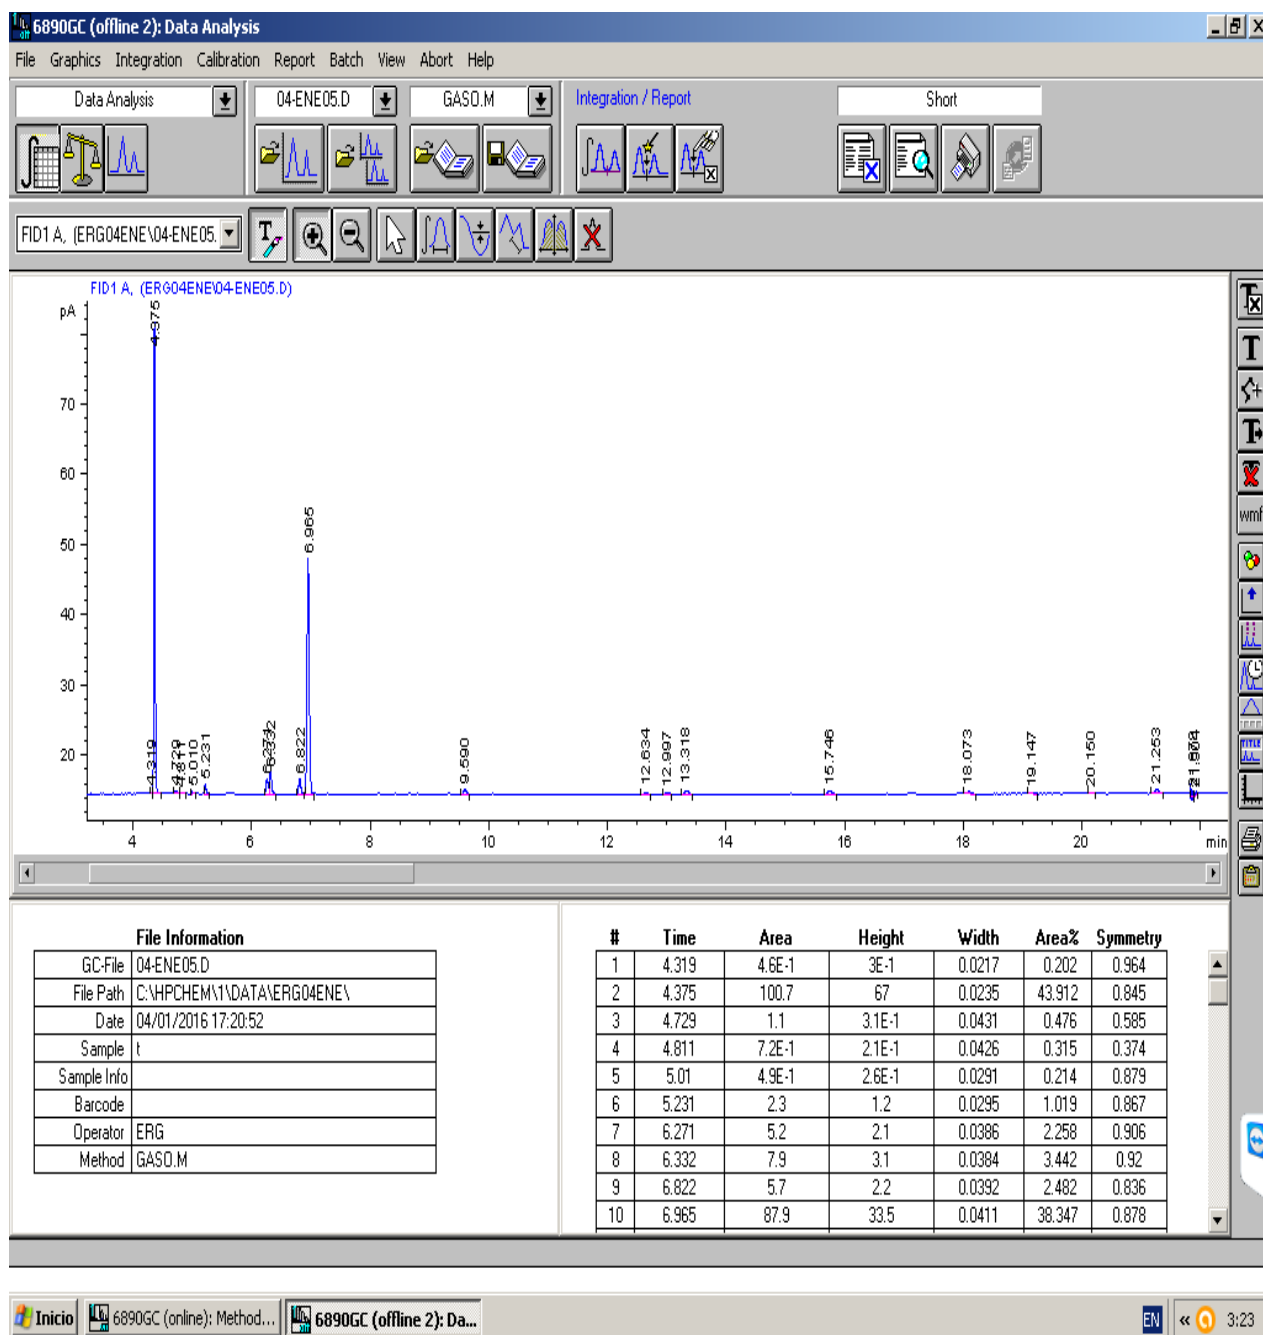 6890GC (offline 2): Data Analysis
File Graphics Integration Calibration Report Batch View Abort Help
Data Analysis 04-ENE05.D GASO.M Integration / Report Short
FID1 A, (ERG04ENE\04-ENE05.
FID1 A, (ERG04ENE\04-ENE05.D)
pA
70
60
50
40
30
20
4.319
4.375
4.729
4.811
5.010
5.231
6.271
6.332
6.822
6.965
9.590
12.634
12.997
13.318
15.746
18.073
19.147
20.150
21.253
21.904
4 6 8 10 12 14 16 18 20 min
wmf
TITLE
File Information
GC-File 04-ENE05.D
File Path C:\HPCHEM\1\DATA\ERG04ENE\
Date 04/01/2016 17:20:52
Sample t
Sample Info
Barcode
Operator ERG
Method GASO.M
# Time Area Height Width Area% Symmetry
1 4.319 4.6E-1 3E-1 0.0217 0.202 0.964
2 4.375 100.7 67 0.0235 43.912 0.845
3 4.729 1.1 3.1E-1 0.0431 0.476 0.585
4 4.811 7.2E-1 2.1E-1 0.0426 0.315 0.374
5 5.01 4.9E-1 2.6E-1 0.0291 0.214 0.879
6 5.231 2.3 1.2 0.0295 1.019 0.867
7 6.271 5.2 2.1 0.0386 2.258 0.906
8 6.332 7.9 3.1 0.0384 3.442 0.92
9 6.822 5.7 2.2 0.0392 2.482 0.836
10 6.965 87.9 33.5 0.0411 38.347 0.878
Inicio 6890GC (online): Method... 6890GC (offline 2): Da... EN « 3:23